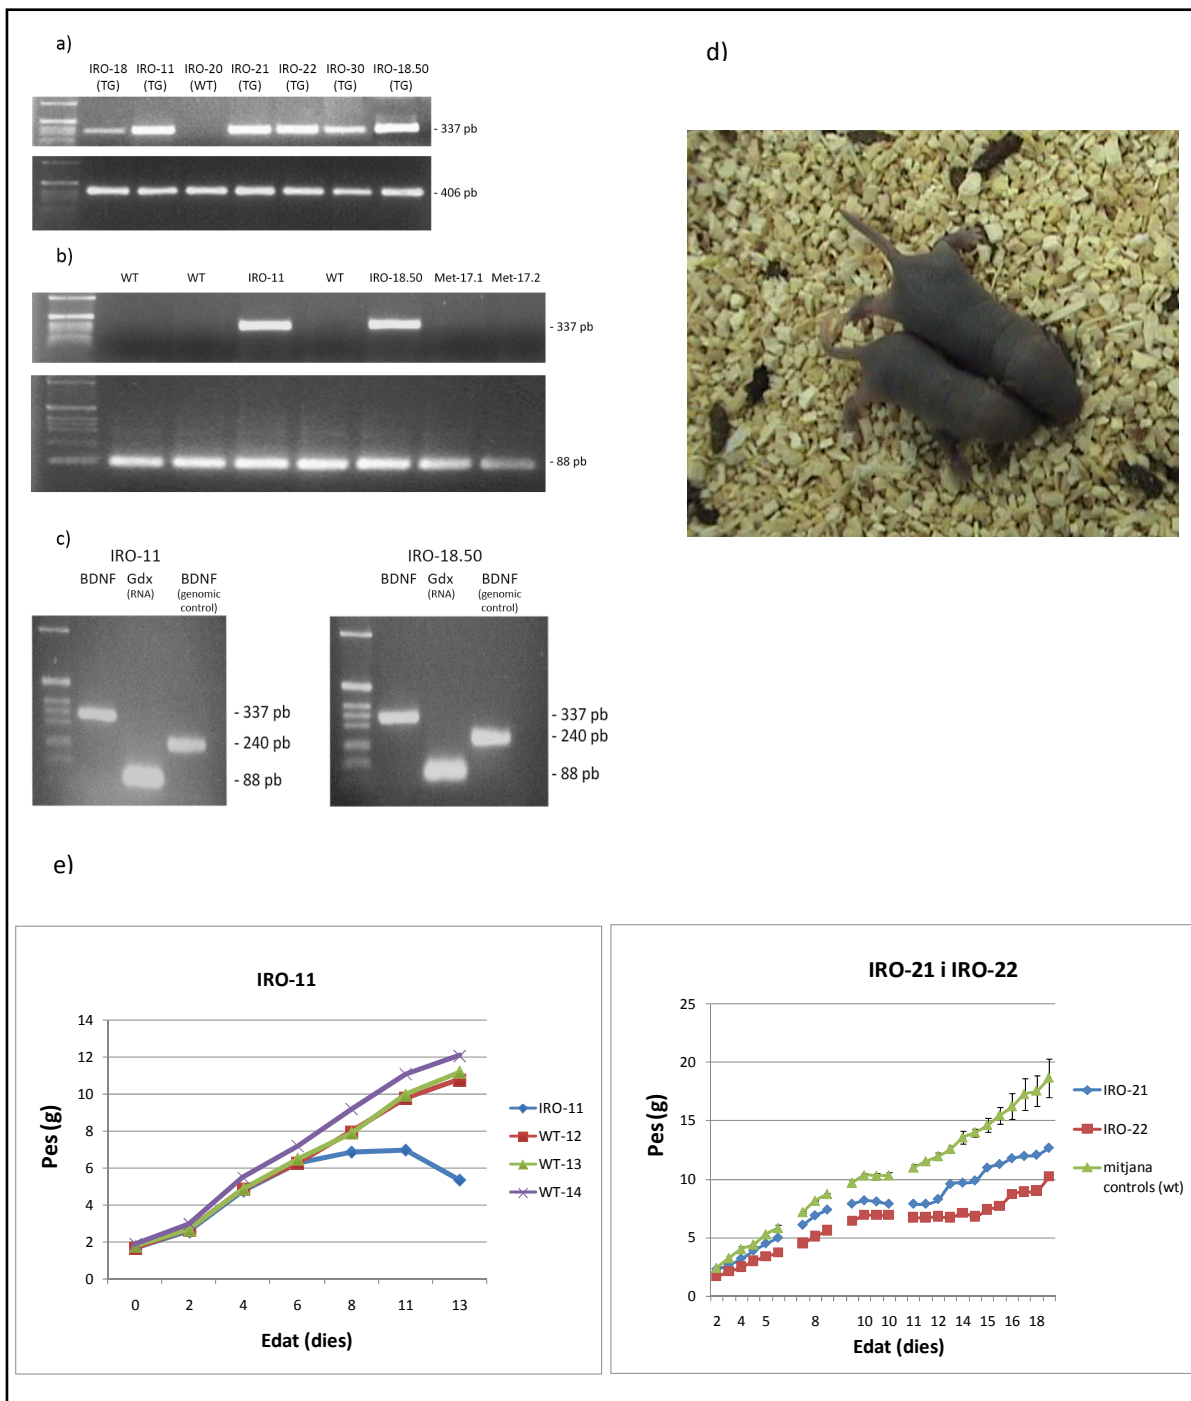 a)
IRO-18 IRO-11 IRO-20 IRO-21 IRO-22 IRO-30 IRO-18.50
(TG) (TG) (WT) (TG) (TG) (TG) (TG)
- 337 pb
- 406 pb
b)
WT WT IRO-11 WT IRO-18.50 Met-17.1 Met-17.2
- 337 pb
- 88 pb
c)
IRO-11
BDNF Gdx BDNF
(RNA) (genomic
control)
- 337 pb
- 240 pb
- 88 pb
IRO-18.50
BDNF Gdx BDNF
(RNA) (genomic
control)
- 337 pb
- 240 pb
- 88 pb
d)
e)
IRO-11
Pes (g)
14
12
10
8
6
4
2
0
0 2 4 6 8 11 13
Edat (dies)
IRO-11
WT-12
WT-13
WT-14
IRO-21 i IRO-22
Pes (g)
25
20
15
10
5
0
2 4 5 8 10 10 11 12 14 15 16 18
Edat (dies)
IRO-21
IRO-22
mitjana
controls (wt)